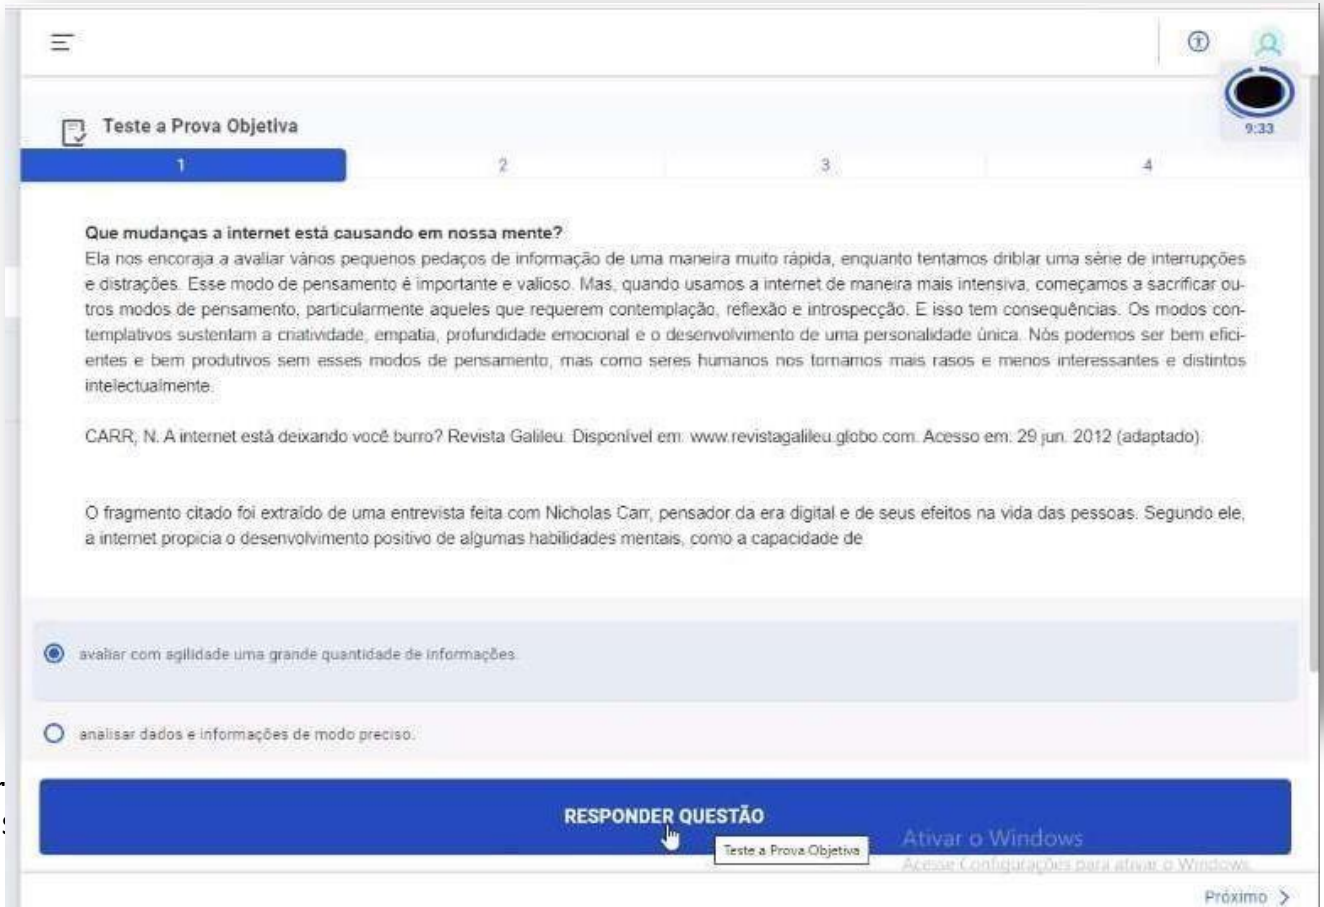 Teste a Prova Objetiva
9:33
1
2
3
4
Que mudanças a internet está causando em nossa mente?
Ela nos encoraja a avaliar vários pequenos pedaços de informação de uma maneira muito rápida, enquanto tentamos driblar uma série de interrupções
e distrações. Esse modo de pensamento é importante e valioso. Mas, quando usamos a internet de maneira mais intensiva, começamos a sacrificar ou-
tros modos de pensamento, particularmente aqueles que requerem contemplação, reflexão e introspecção. E isso tem consequências. Os modos con-
templativos sustentam a criatividade, empatia, profundidade emocional e o desenvolvimento de uma personalidade única. Nós podemos ser bem efici-
entes e bem produtivos sem esses modos de pensamento, mas como seres humanos nos tornamos mais rasos e menos interessantes e distintos
intelectualmente.
CARR, N. A internet está deixando você burro? Revista Galileu. Disponível em: www.revistagalileu.globo.com. Acesso em: 29 jun. 2012 (adaptado).
O fragmento citado foi extraído de uma entrevista feita com Nicholas Carr, pensador da era digital e de seus efeitos na vida das pessoas. Segundo ele,
a internet propicia o desenvolvimento positivo de algumas habilidades mentais, como a capacidade de
avaliar com agilidade uma grande quantidade de informações.
analisar dados e informações de modo preciso.
RESPONDER QUESTÃO
Teste a Prova Objetiva
Ativar o Windows
Acesse Configurações para ativar o Windows.
Próximo